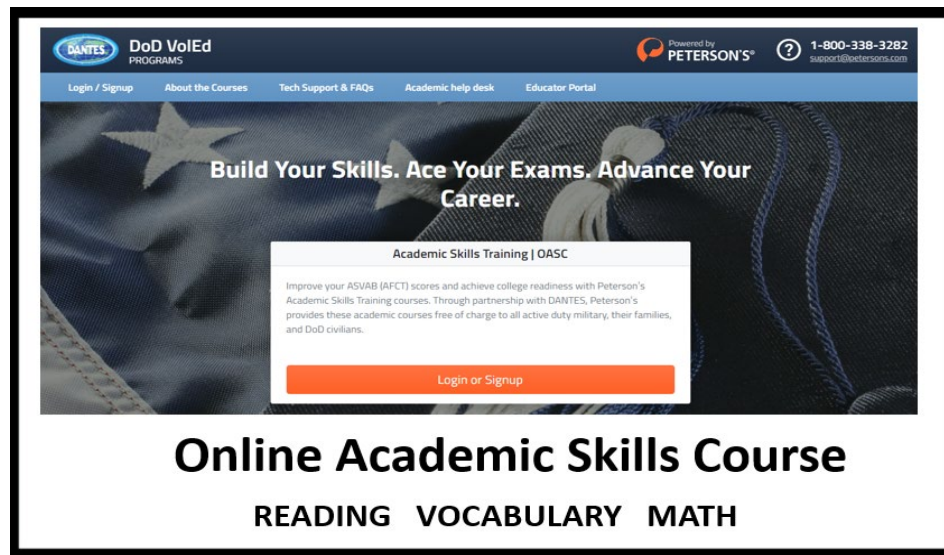 DANTES
DoD VolEd
PROGRAMS
Powered by
PETERSON'S®
?
1-800-338-3282
support@petersons.com
Login / Signup About the Courses Tech Support & FAQs Academic help desk Educator Portal
Build Your Skills. Ace Your Exams. Advance Your
Career.
Academic Skills Training | OASC
Improve your ASVAB (AFCT) scores and achieve college readiness with Peterson's
Academic Skills Training courses. Through partnership with DANTES, Peterson's
provides these academic courses free of charge to all active duty military, their families,
and DoD civilians.
Login or Signup
Online Academic Skills Course
READING VOCABULARY MATH